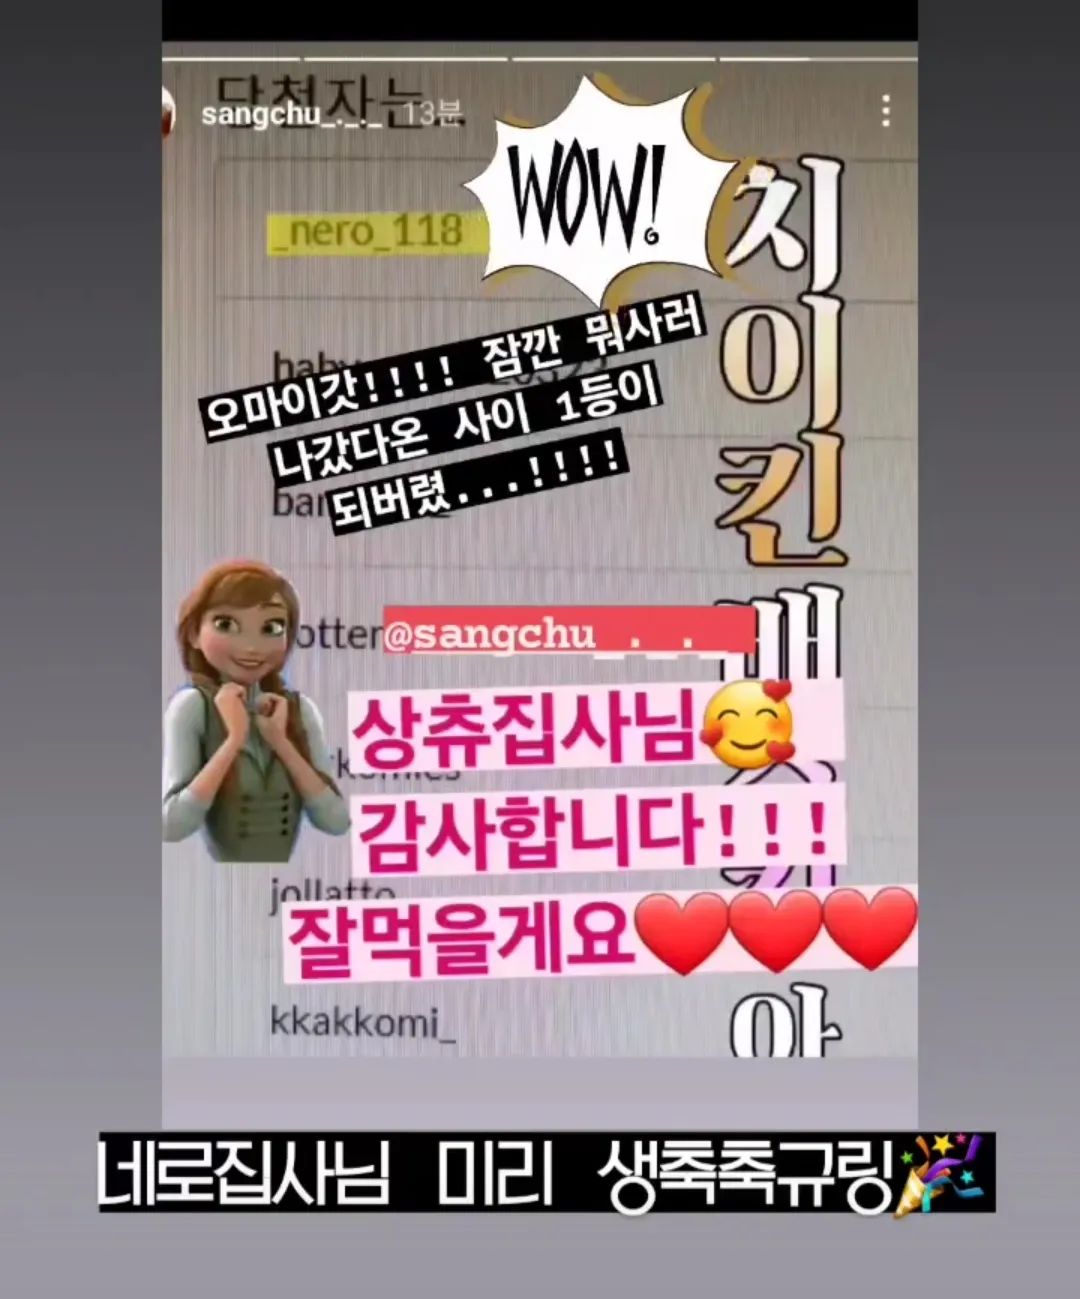 당첨자는..
sangchu_._._ 13분
_nero_118
WOW!
치이킨
오마이갓!!!! 잠깐 뭐사러
나갔다온 사이 1등이
되버렸...!!!!
@sangchu_._._
상츄집사님🥰
감사합니다!!!
jollatto
잘먹을게요❤❤❤
kkakkomi_
아
네로집사님 미리 생축축규링🎉